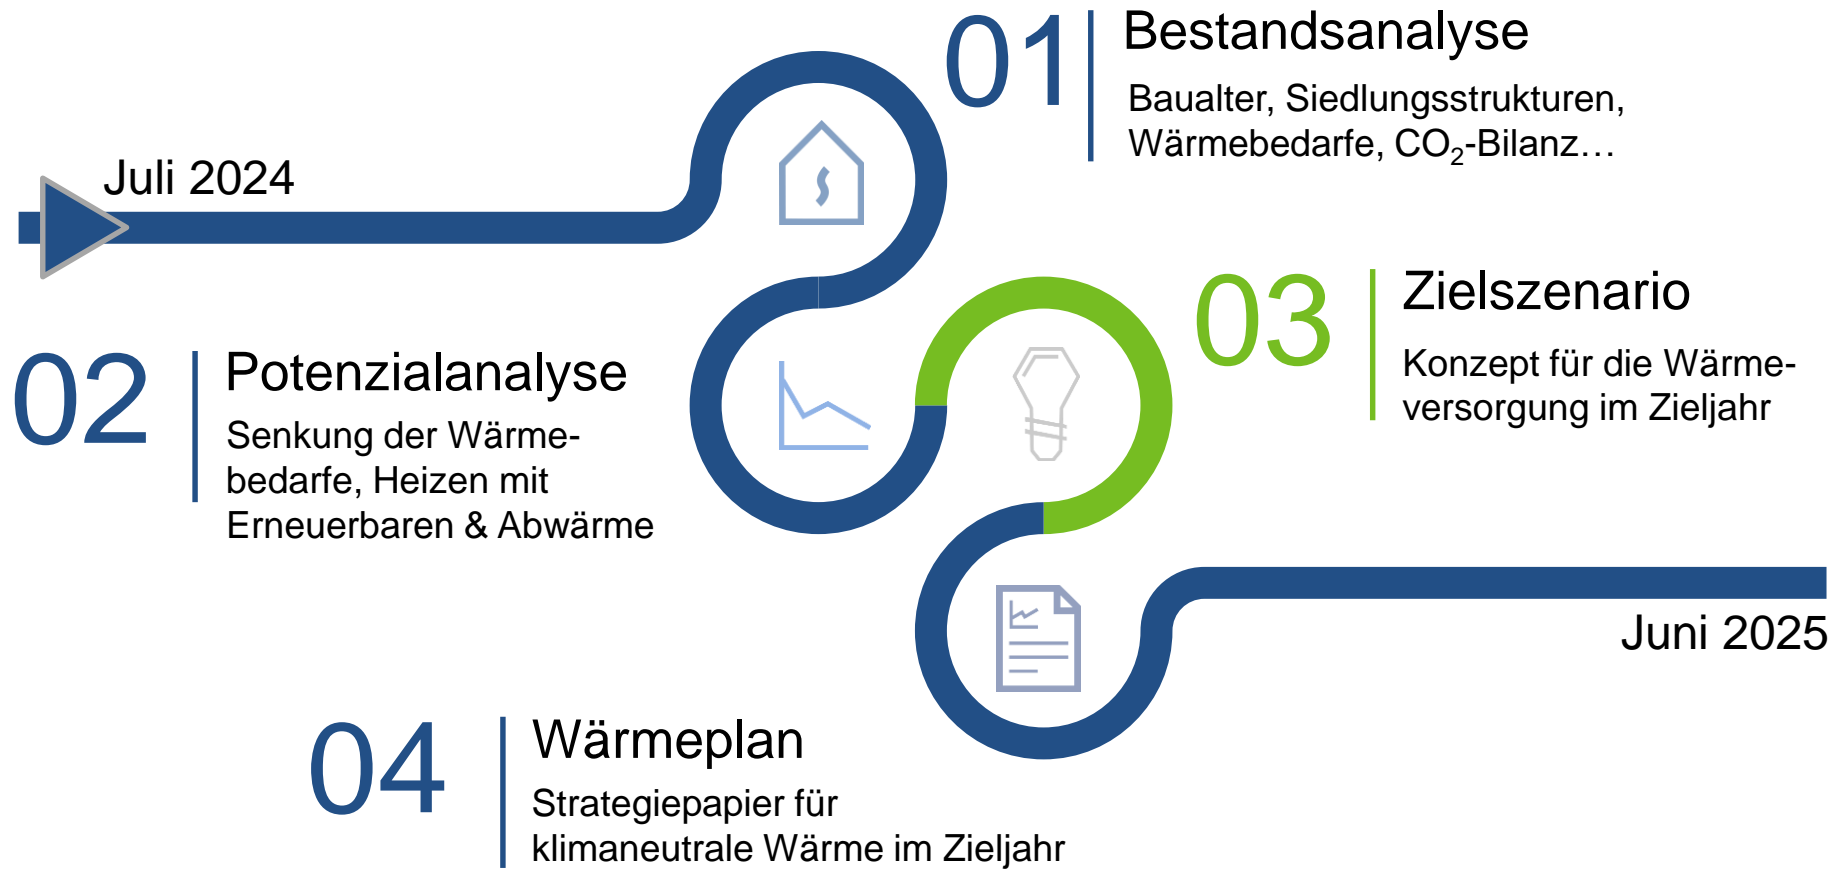 Juli 2024
01
Bestandsanalyse
Baualter, Siedlungsstrukturen,
Wärmebedarfe, CO₂-Bilanz…
02
Potenzialanalyse
Senkung der Wärme-
bedarfe, Heizen mit
Erneuerbaren & Abwärme
03
Zielszenario
Konzept für die Wärme-
versorgung im Zieljahr
04
Wärmeplan
Strategiepapier für
klimaneutrale Wärme im Zieljahr
Juni 2025